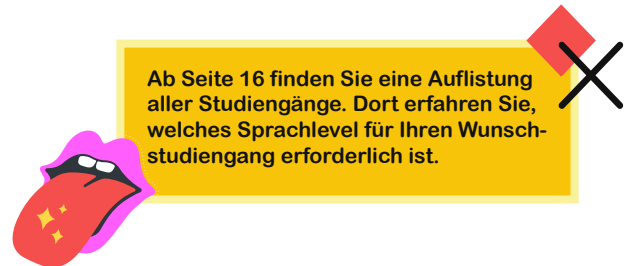 Ab Seite 16 finden Sie eine Auflistung
aller Studiengänge. Dort erfahren Sie,
welches Sprachlevel für Ihren Wunsch-
studiengang erforderlich ist.